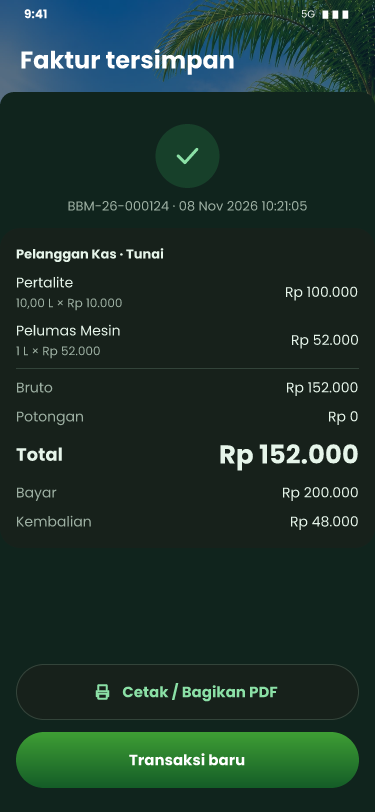 9:41
5G
Faktur tersimpan
BBM-26-000124 · 08 Nov 2026 10:21:05
Pelanggan Kas · Tunai
Pertalite
10,00 L × Rp 10.000
Rp 100.000
Pelumas Mesin
1 L × Rp 52.000
Rp 52.000
Bruto Rp 152.000
Potongan Rp 0
Total Rp 152.000
Bayar Rp 200.000
Kembalian Rp 48.000
Cetak / Bagikan PDF
Transaksi baru